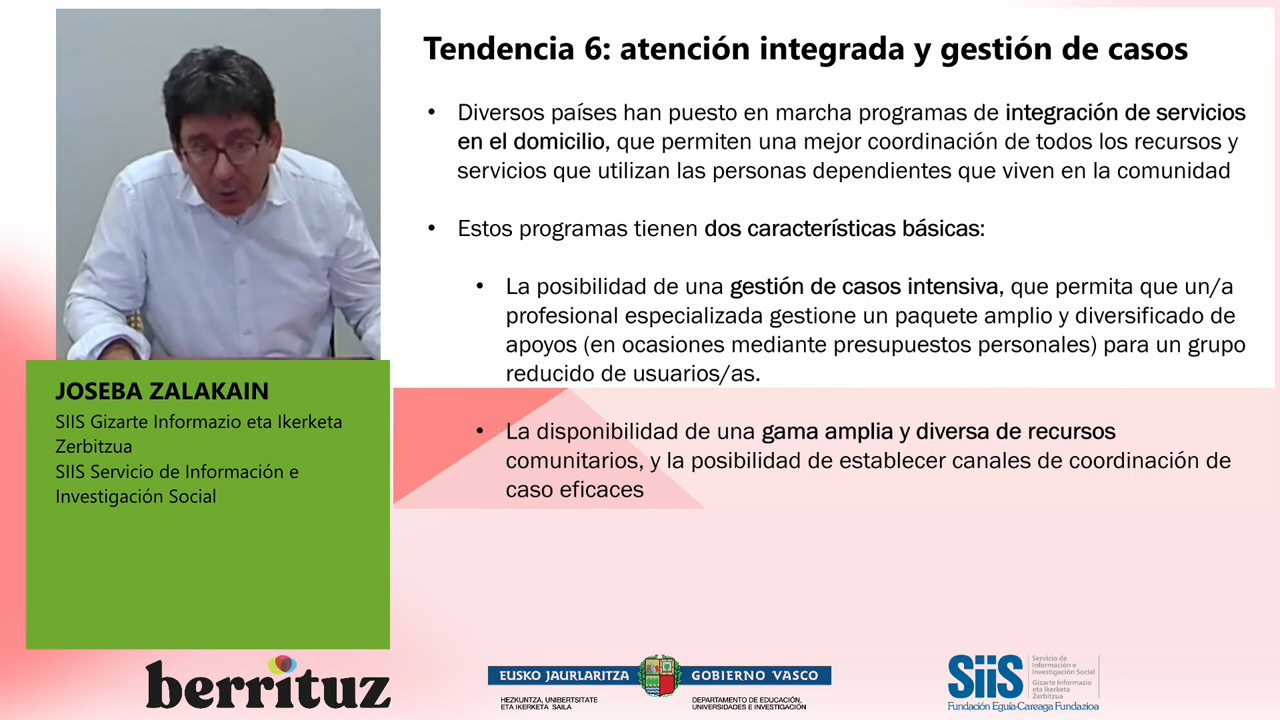 Tendencia 6: atención integrada y gestión de casos
• Diversos países han puesto en marcha programas de integración de servicios
en el domicilio, que permiten una mejor coordinación de todos los recursos y
servicios que utilizan las personas dependientes que viven en la comunidad
• Estos programas tienen dos características básicas:
• La posibilidad de una gestión de casos intensiva, que permita que un/a
profesional especializada gestione un paquete amplio y diversificado de
apoyos (en ocasiones mediante presupuestos personales) para un grupo
reducido de usuarios/as.
• La disponibilidad de una gama amplia y diversa de recursos
comunitarios, y la posibilidad de establecer canales de coordinación de
caso eficaces
JOSEBA ZALAKAIN
SIIS Gizarte Informazio eta Ikerketa
Zerbitzua
SIIS Servicio de Información e
Investigación Social
berrituz
EUSKO JAURLARITZA
GOBIERNO VASCO
HEZKUNTZA, UNIBERTSITATE
ETA IKERKETA SAILA
DEPARTAMENTO DE EDUCACIÓN,
UNIVERSIDADES E INVESTIGACIÓN
SiiS
Servicio de
Información e
Investigación Social
Gizarte Informazio
eta Ikerketa
Zerbitzua
Fundación Eguía-Careaga Fundazioa